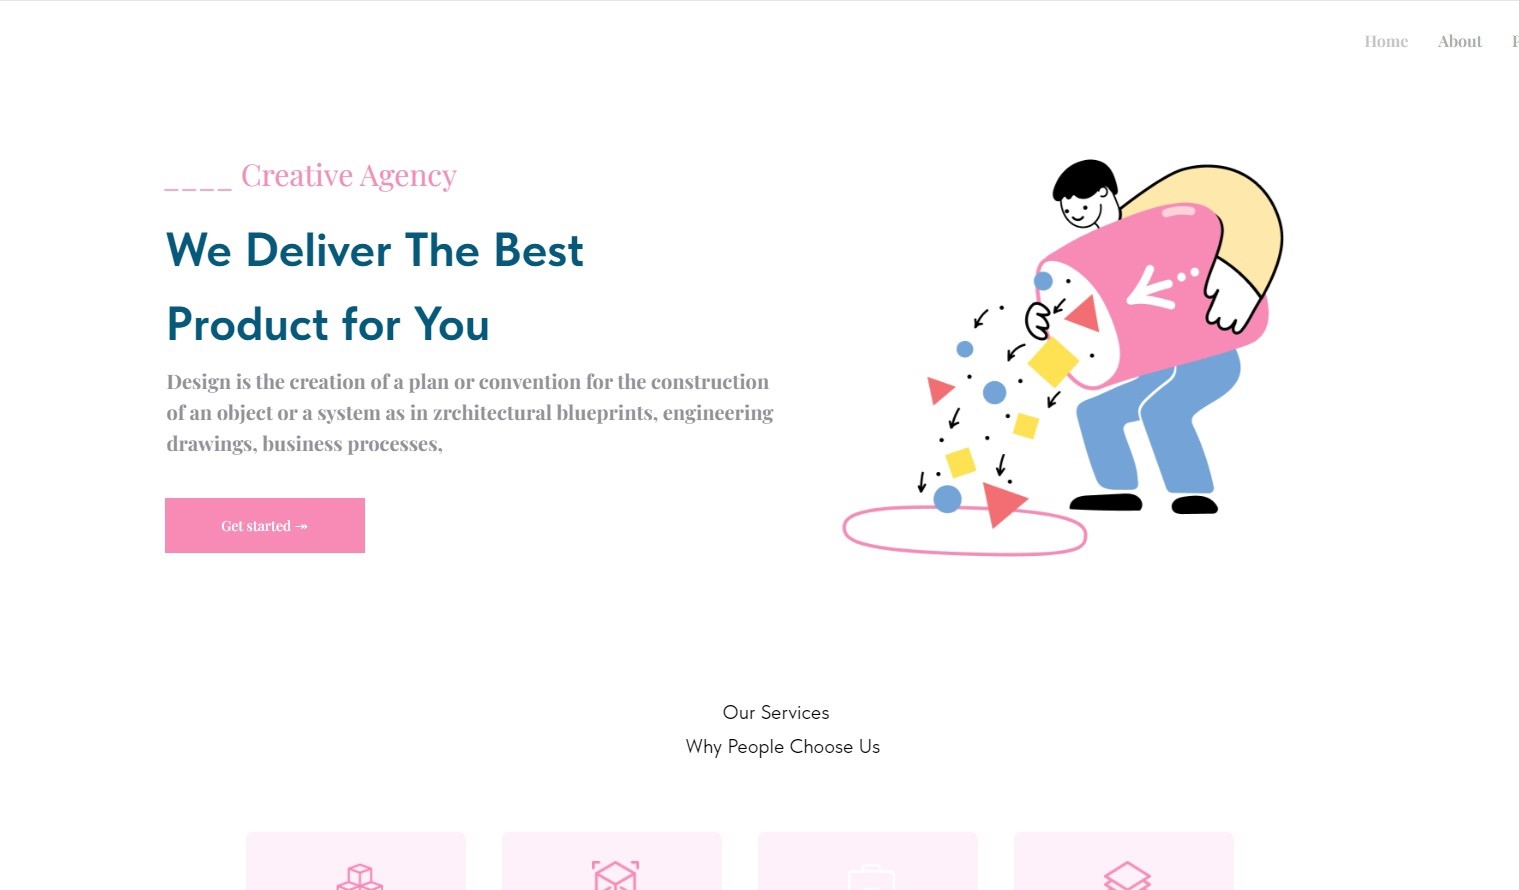 Home About
____ Creative Agency
We Deliver The Best
Product for You
Design is the creation of a plan or convention for the construction
of an object or a system as in zrchitectural blueprints, engineering
drawings, business processes,
Get started ↠
Our Services
Why People Choose Us